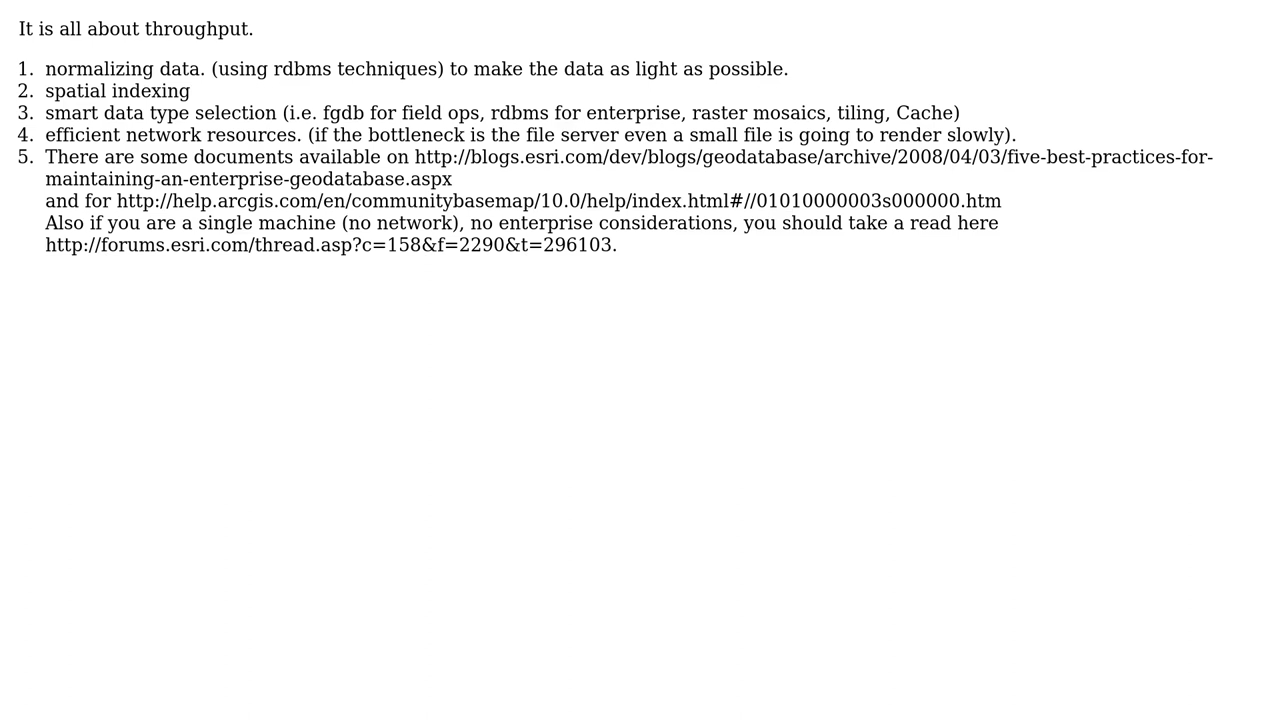 It is all about throughput.
1. normalizing data. (using rdbms techniques) to make the data as light as possible.
2. spatial indexing
3. smart data type selection (i.e. fgdb for field ops, rdbms for enterprise, raster mosaics, tiling, Cache)
4. efficient network resources. (if the bottleneck is the file server even a small file is going to render slowly).
5. There are some documents available on http://blogs.esri.com/dev/blogs/geodatabase/archive/2008/04/03/five-best-practices-for-
maintaining-an-enterprise-geodatabase.aspx
and for http://help.arcgis.com/en/communitybasemap/10.0/help/index.html#//01010000003s000000.htm
Also if you are a single machine (no network), no enterprise considerations, you should take a read here
http://forums.esri.com/thread.asp?c=158&f=2290&t=296103.